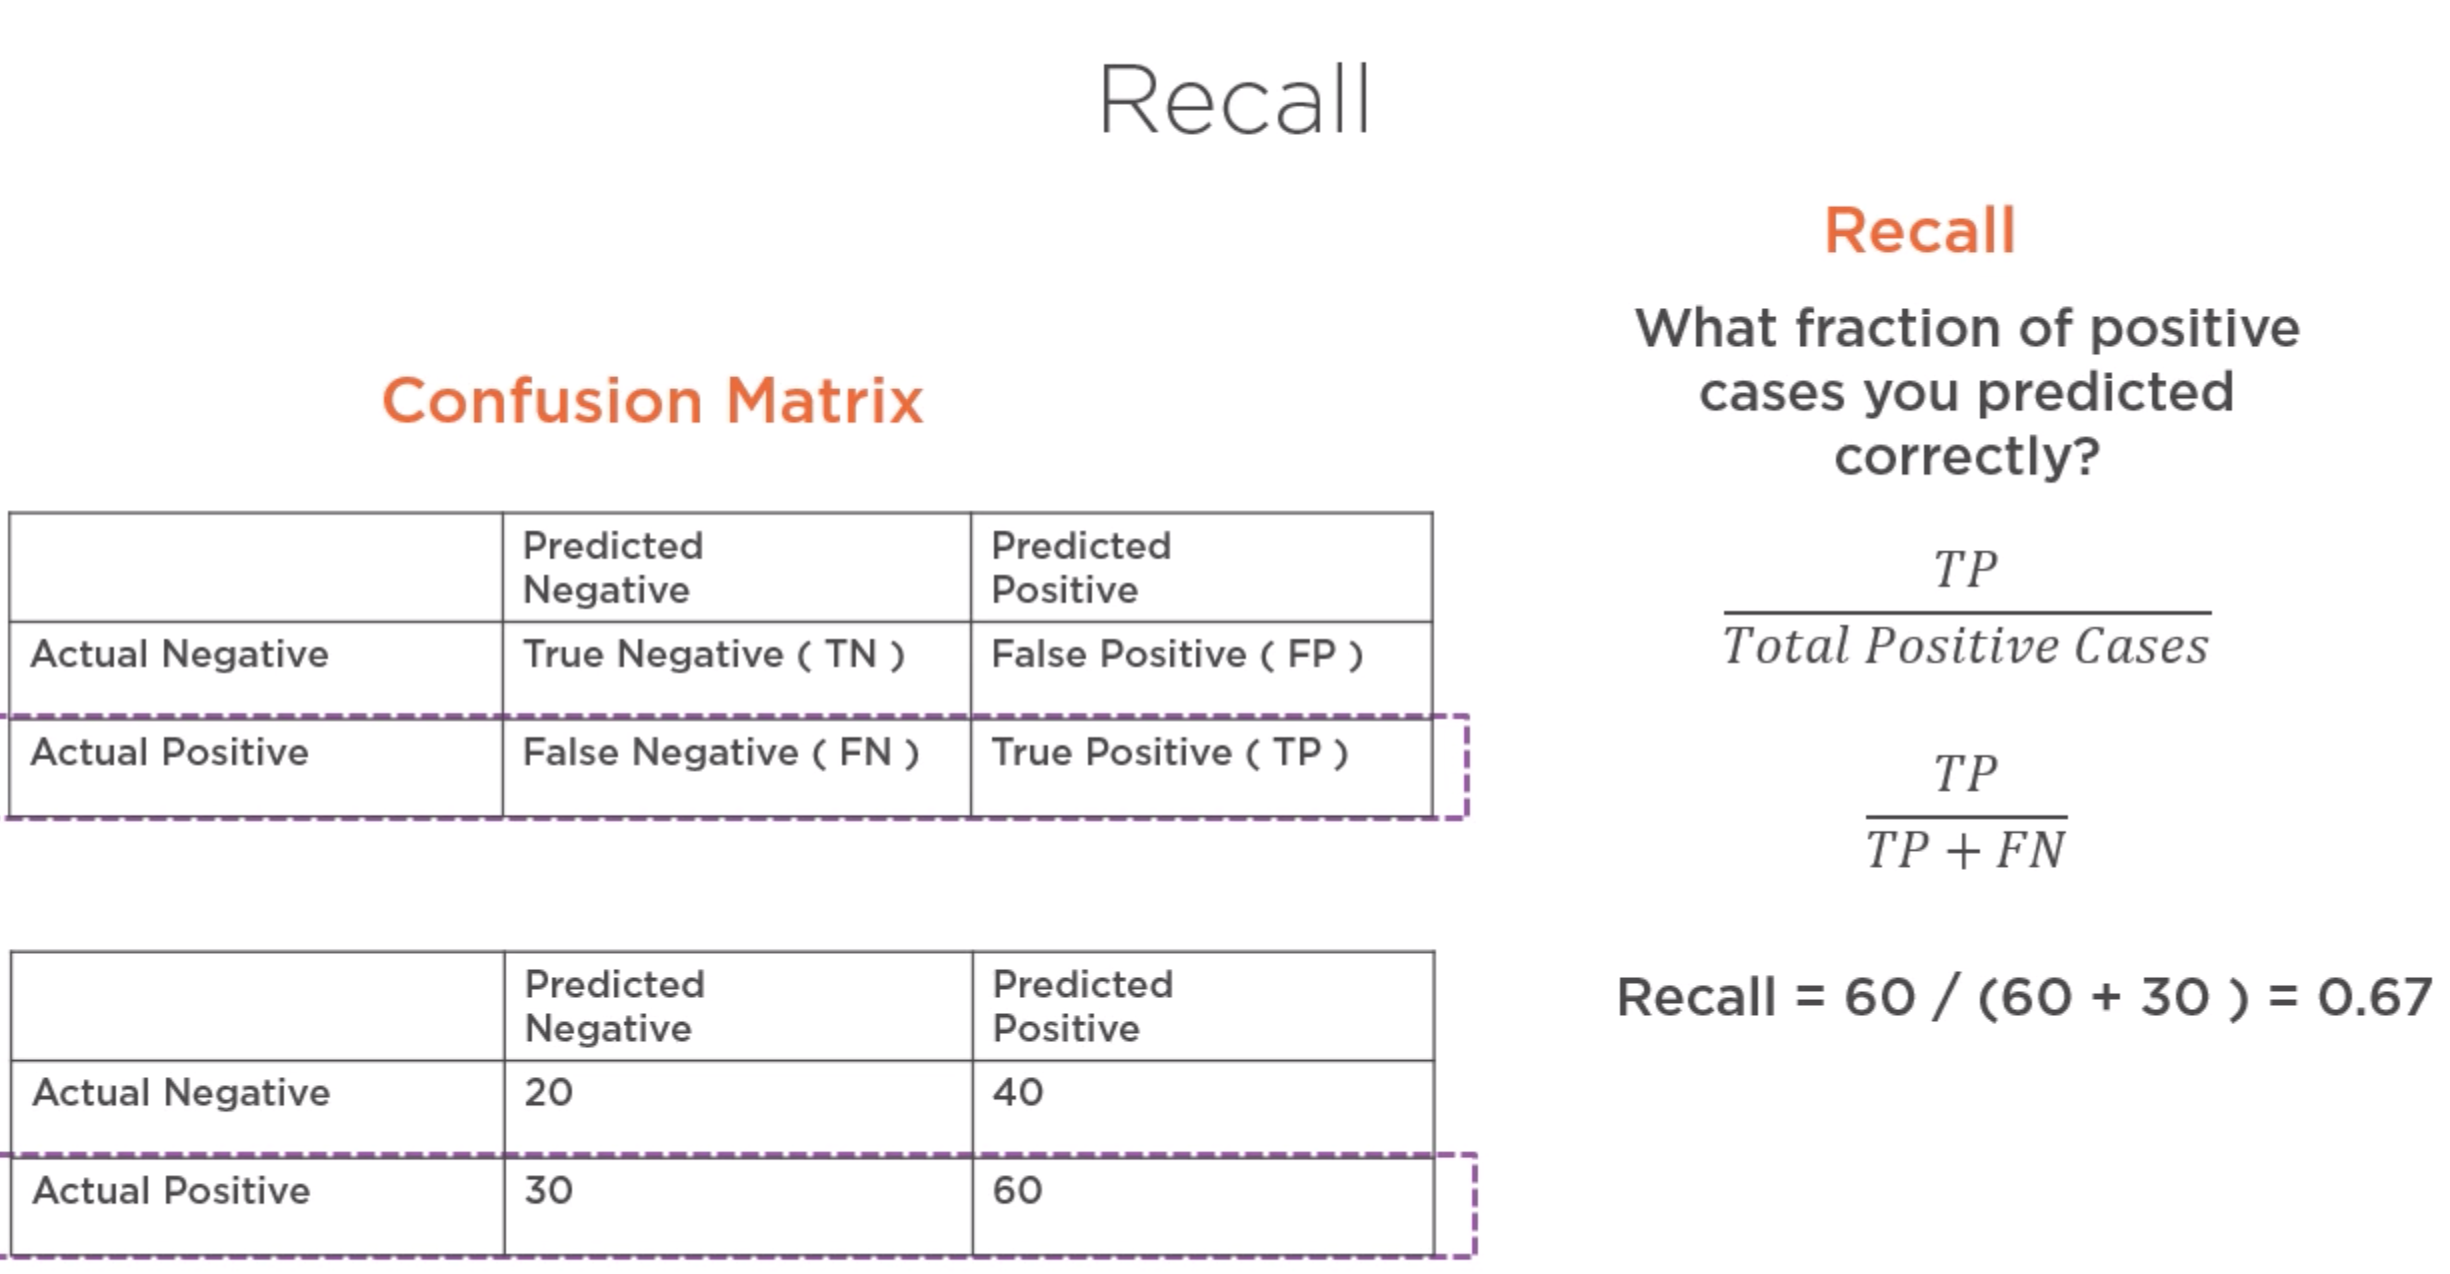 Recall
Confusion Matrix
Predicted Negative
Predicted Positive
Actual Negative
True Negative ( TN )
False Positive ( FP )
Actual Positive
False Negative ( FN )
True Positive ( TP )
Predicted Negative
Predicted Positive
Actual Negative
20
40
Actual Positive
30
60
Recall
What fraction of positive
cases you predicted
correctly?
TP
Total Positive Cases
TP
TP + FN
Recall = 60 / (60 + 30 ) = 0.67